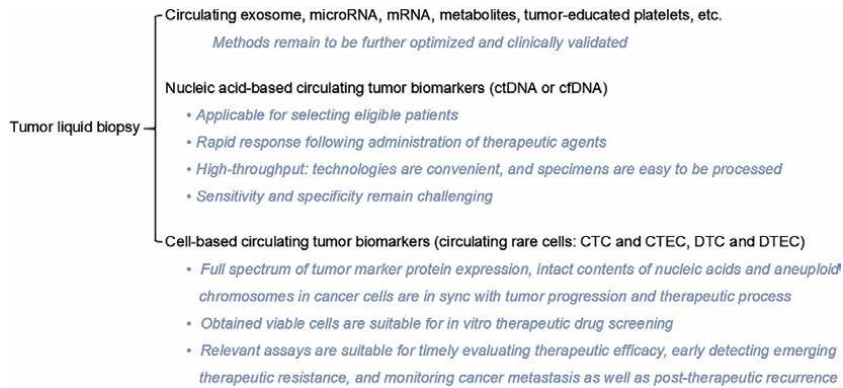 Circulating exosome, microRNA, mRNA, metabolites, tumor-educated platelets, etc.
Methods remain to be further optimized and clinically validated
Nucleic acid-based circulating tumor biomarkers (ctDNA or cfDNA)
• Applicable for selecting eligible patients
Tumor liquid biopsy
• Rapid response following administration of therapeutic agents
• High-throughput: technologies are convenient, and specimens are easy to be processed
• Sensitivity and specificity remain challenging
Cell-based circulating tumor biomarkers (circulating rare cells: CTC and CTEC, DTC and DTEC)
• Full spectrum of tumor marker protein expression, intact contents of nucleic acids and aneuploid
chromosomes in cancer cells are in sync with tumor progression and therapeutic process
• Obtained viable cells are suitable for in vitro therapeutic drug screening
• Relevant assays are suitable for timely evaluating therapeutic efficacy, early detecting emerging
therapeutic resistance, and monitoring cancer metastasis as well as post-therapeutic recurrence